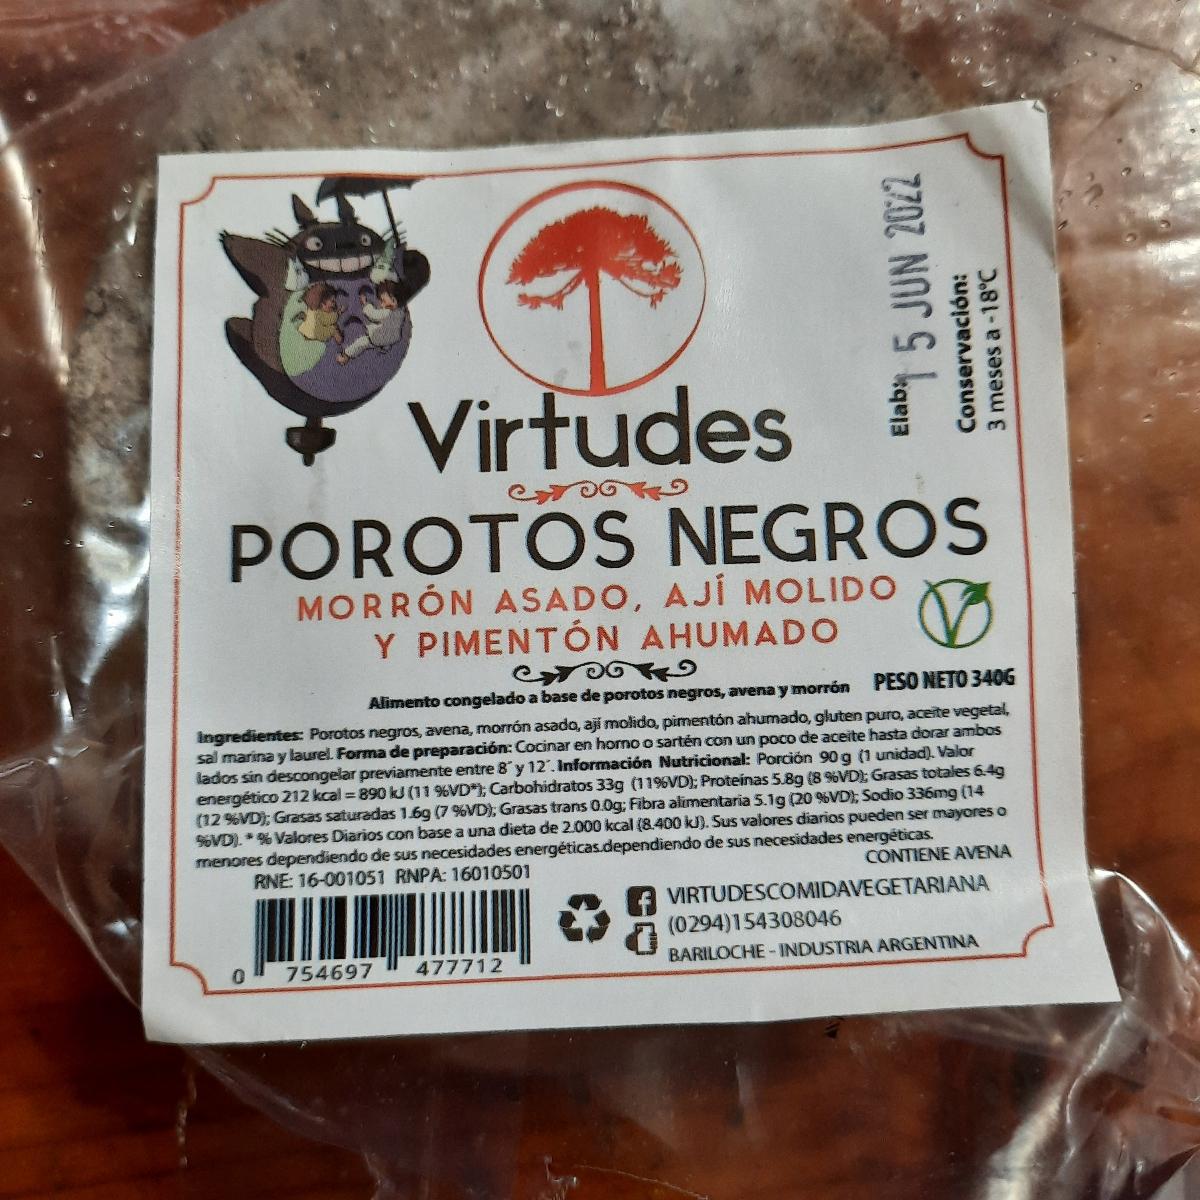 Elab: 15 JUN 2022
Conservación:
3 meses a -18°C
Virtudes
POROTOS NEGROS
MORRÓN ASADO, AJÍ MOLIDO
Y PIMENTÓN AHUMADO
Alimento congelado a base de porotos negros, avena y morrón
PESO NETO 340G
Ingredientes: Porotos negros, avena, morrón asado, ají molido, pimentón ahumado, gluten puro, aceite vegetal,
sal marina y laurel. Forma de preparación: Cocinar en horno o sartén con un poco de aceite hasta dorar ambos
lados sin descongelar previamente entre 8´ y 12´. Información Nutricional: Porción 90 g (1 unidad). Valor
energético 212 kcal = 890 kJ (11 %VD*); Carbohidratos 33g (11%VD); Proteínas 5.8g (8 %VD); Grasas totales 6.4g
(12 %VD); Grasas saturadas 1.6g (7 %VD); Grasas trans 0.0g; Fibra alimentaria 5.1g (20 %VD); Sodio 336mg (14
%VD). * % Valores Diarios con base a una dieta de 2.000 kcal (8.400 kJ). Sus valores diarios pueden ser mayores o
menores dependiendo de sus necesidades energéticas.dependiendo de sus necesidades energéticas.
CONTIENE AVENA
RNE: 16-001051 RNPA: 16010501
0 754697 477712
VIRTUDESCOMIDAVEGETARIANA
(0294)154308046
BARILOCHE - INDUSTRIA ARGENTINA